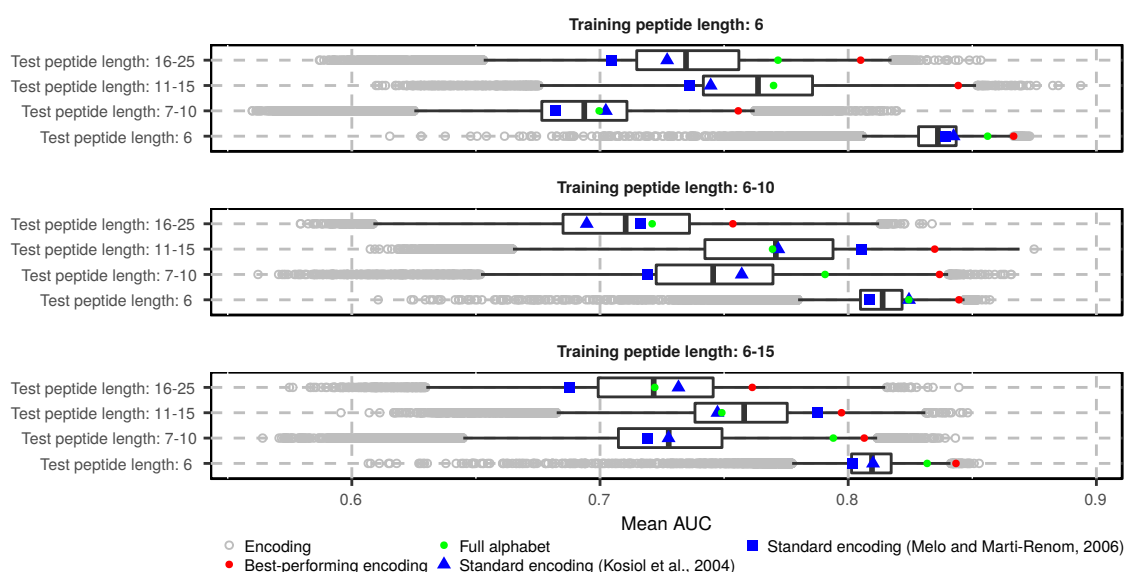 Training peptide length: 6
Test peptide length: 16-25
Test peptide length: 11-15
Test peptide length: 7-10
Test peptide length: 6
Training peptide length: 6-10
Test peptide length: 16-25
Test peptide length: 11-15
Test peptide length: 7-10
Test peptide length: 6
Training peptide length: 6-15
Test peptide length: 16-25
Test peptide length: 11-15
Test peptide length: 7-10
Test peptide length: 6
0.6 0.7 0.8 0.9
Mean AUC
Encoding Full alphabet Standard encoding (Melo and Marti-Renom, 2006)
Best-performing encoding Standard encoding (Kosiol et al., 2004)